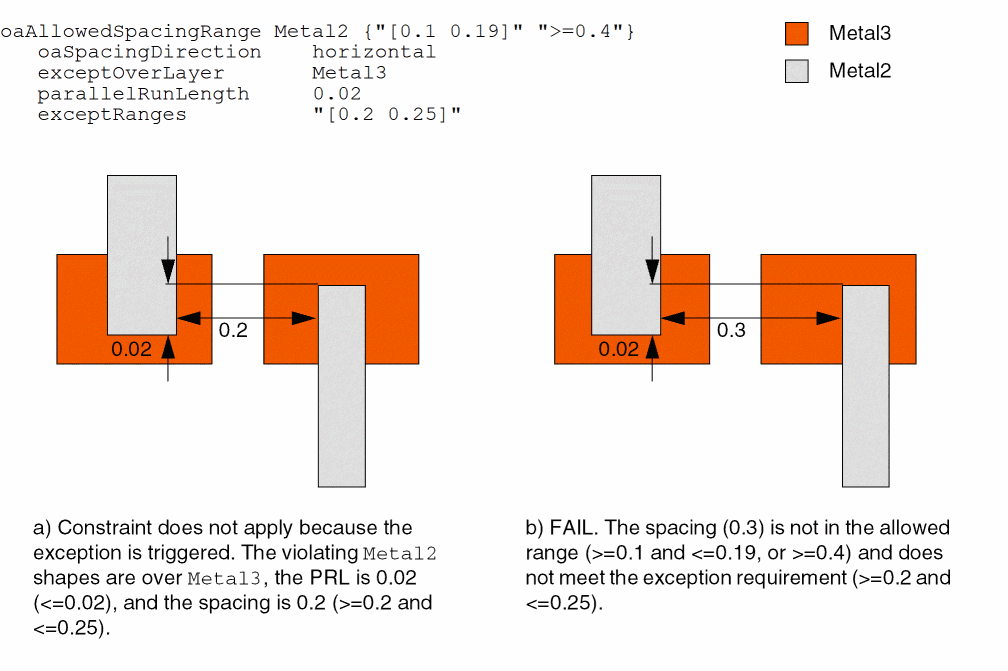 oaAllowedSpacingRange Metal2 {"[0.1 0.19]" ">=0.4"}
oaSpacingDirection horizontal
exceptOverLayer Metal3
parallelRunLength 0.02
exceptRanges "[0.2 0.25]"
Metal3
Metal2
0.2
0.02
0.3
0.02
a) Constraint does not apply because the
exception is triggered. The violating Metal2
shapes are over Metal3, the PRL is 0.02
(<=0.02), and the spacing is 0.2 (>=0.2 and
<=0.25).
b) FAIL. The spacing (0.3) is not in the allowed
range (>=0.1 and <=0.19, or >=0.4) and does
not meet the exception requirement (>=0.2 and
<=0.25).